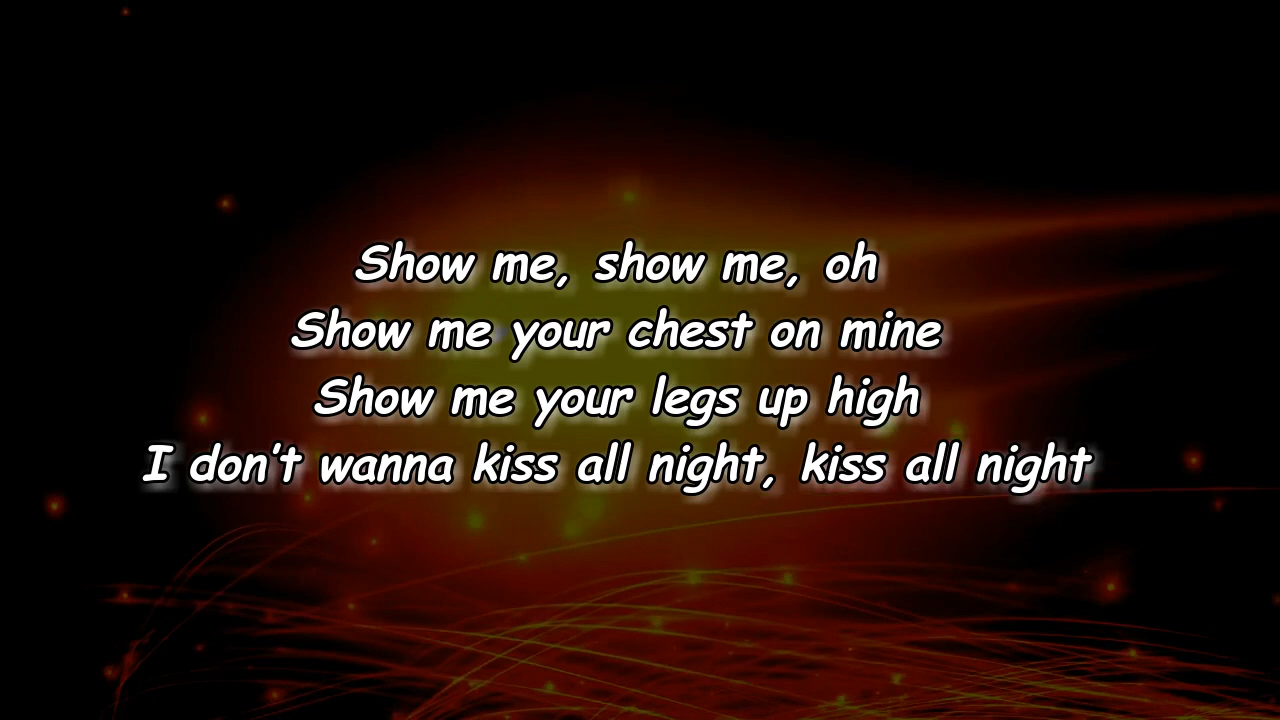 Show me, show me, oh
Show me your chest on mine
Show me your legs up high
I don't wanna kiss all night, kiss all night